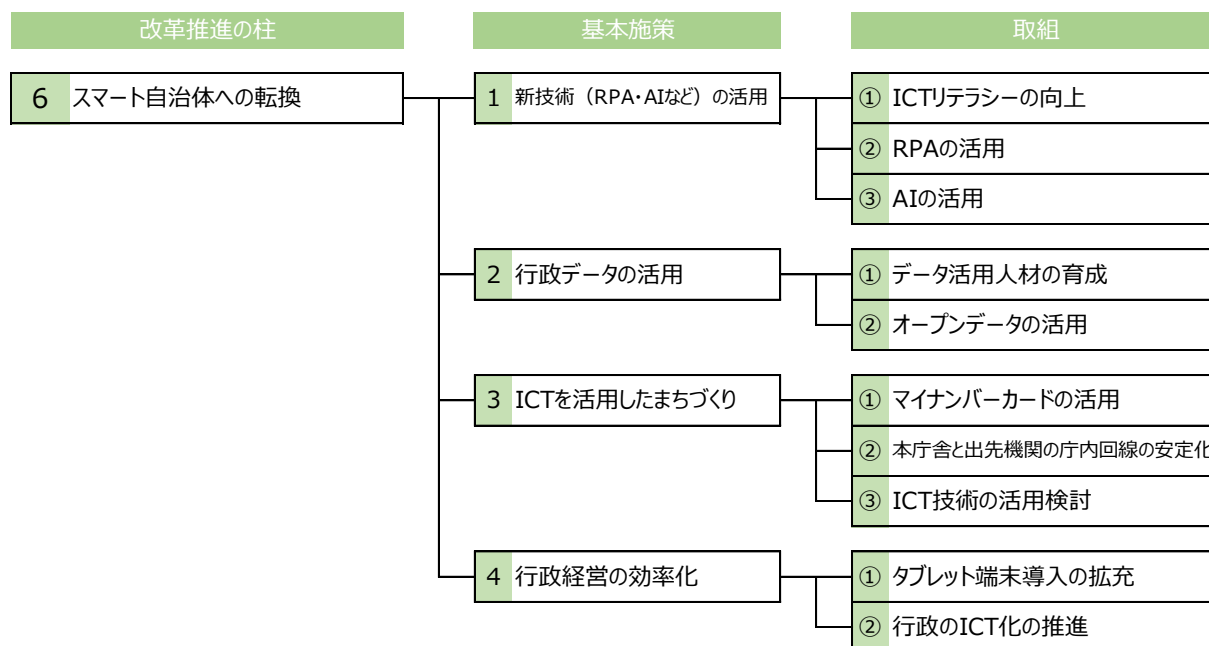 改革推進の柱 基本施策 取組
6 スマート自治体への転換
1 新技術（RPA・AIなど）の活用
① ICTリテラシーの向上
② RPAの活用
③ AIの活用
2 行政データの活用
① データ活用人材の育成
② オープンデータの活用
3 ICTを活用したまちづくり
① マイナンバーカードの活用
② 本庁舎と出先機関の庁内回線の安定化
③ ICT技術の活用検討
4 行政経営の効率化
① タブレット端末導入の拡充
② 行政のICT化の推進